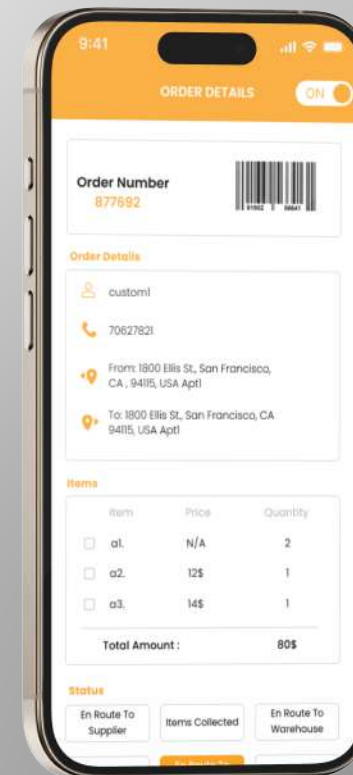 9:41
ORDER DETAILS ON
Order Number
877692
Order Details
custom1
70627821
From: 1800 Ellis St., San Francisco,
CA , 94115, USA Apt1
To: 1800 Ellis St., San Francisco, CA
94115, USA Apt1
Items
Item Price Quantity
a1. N/A 2
a2. 12$ 1
a3. 14$ 1
Total Amount : 80$
Status
En Route To
Supplier
Items Collected
En Route To
Warehouse
En Route To